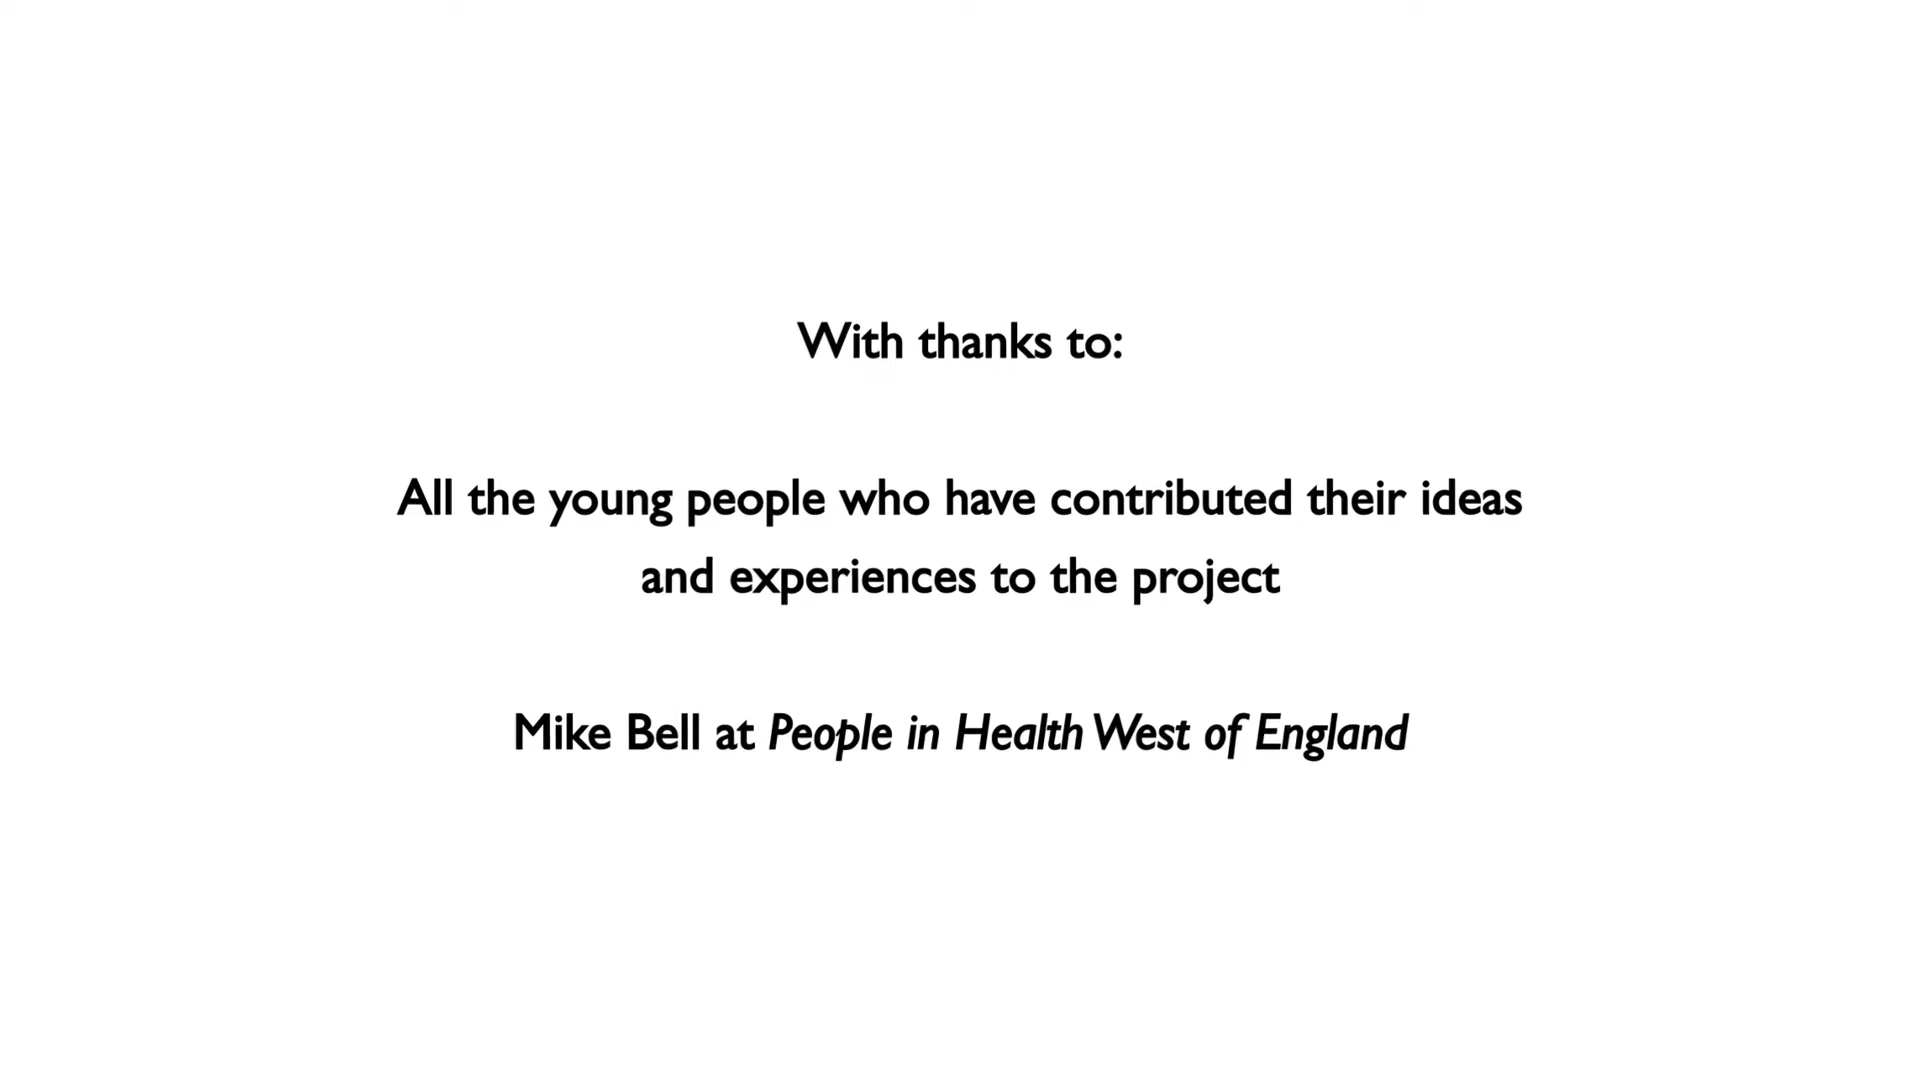 With thanks to:
All the young people who have contributed their ideas
and experiences to the project
Mike Bell at People in Health West of England